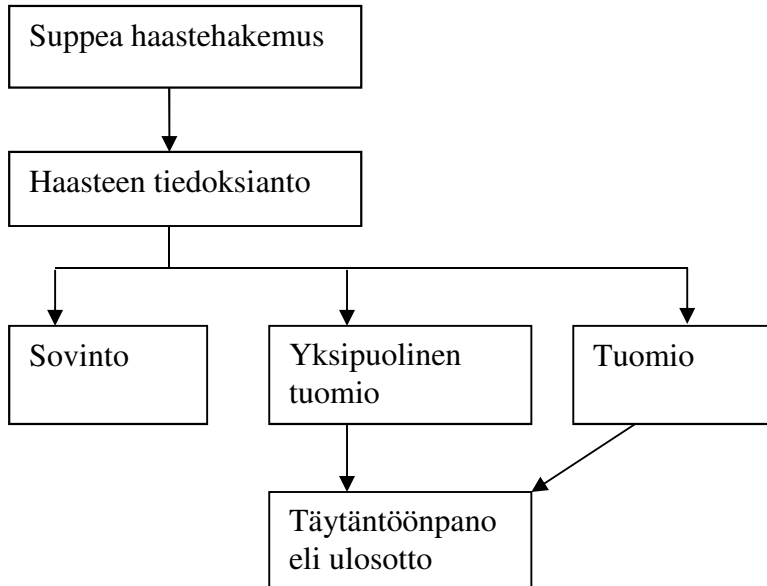 Suppea haastehakemus
Haasteen tiedoksianto
Sovinto
Yksipuolinen
tuomio
Tuomio
Täytäntöönpano
eli ulosotto